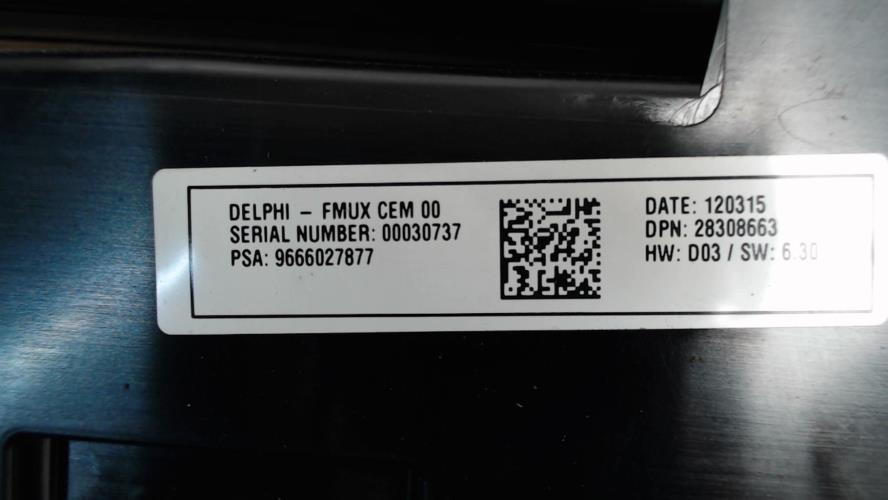 DELPHI - FMUX CEM 00
SERIAL NUMBER: 00030737
PSA: 9666027877
DATE: 120315
DPN: 28308663
HW: D03 / SW: 6.30